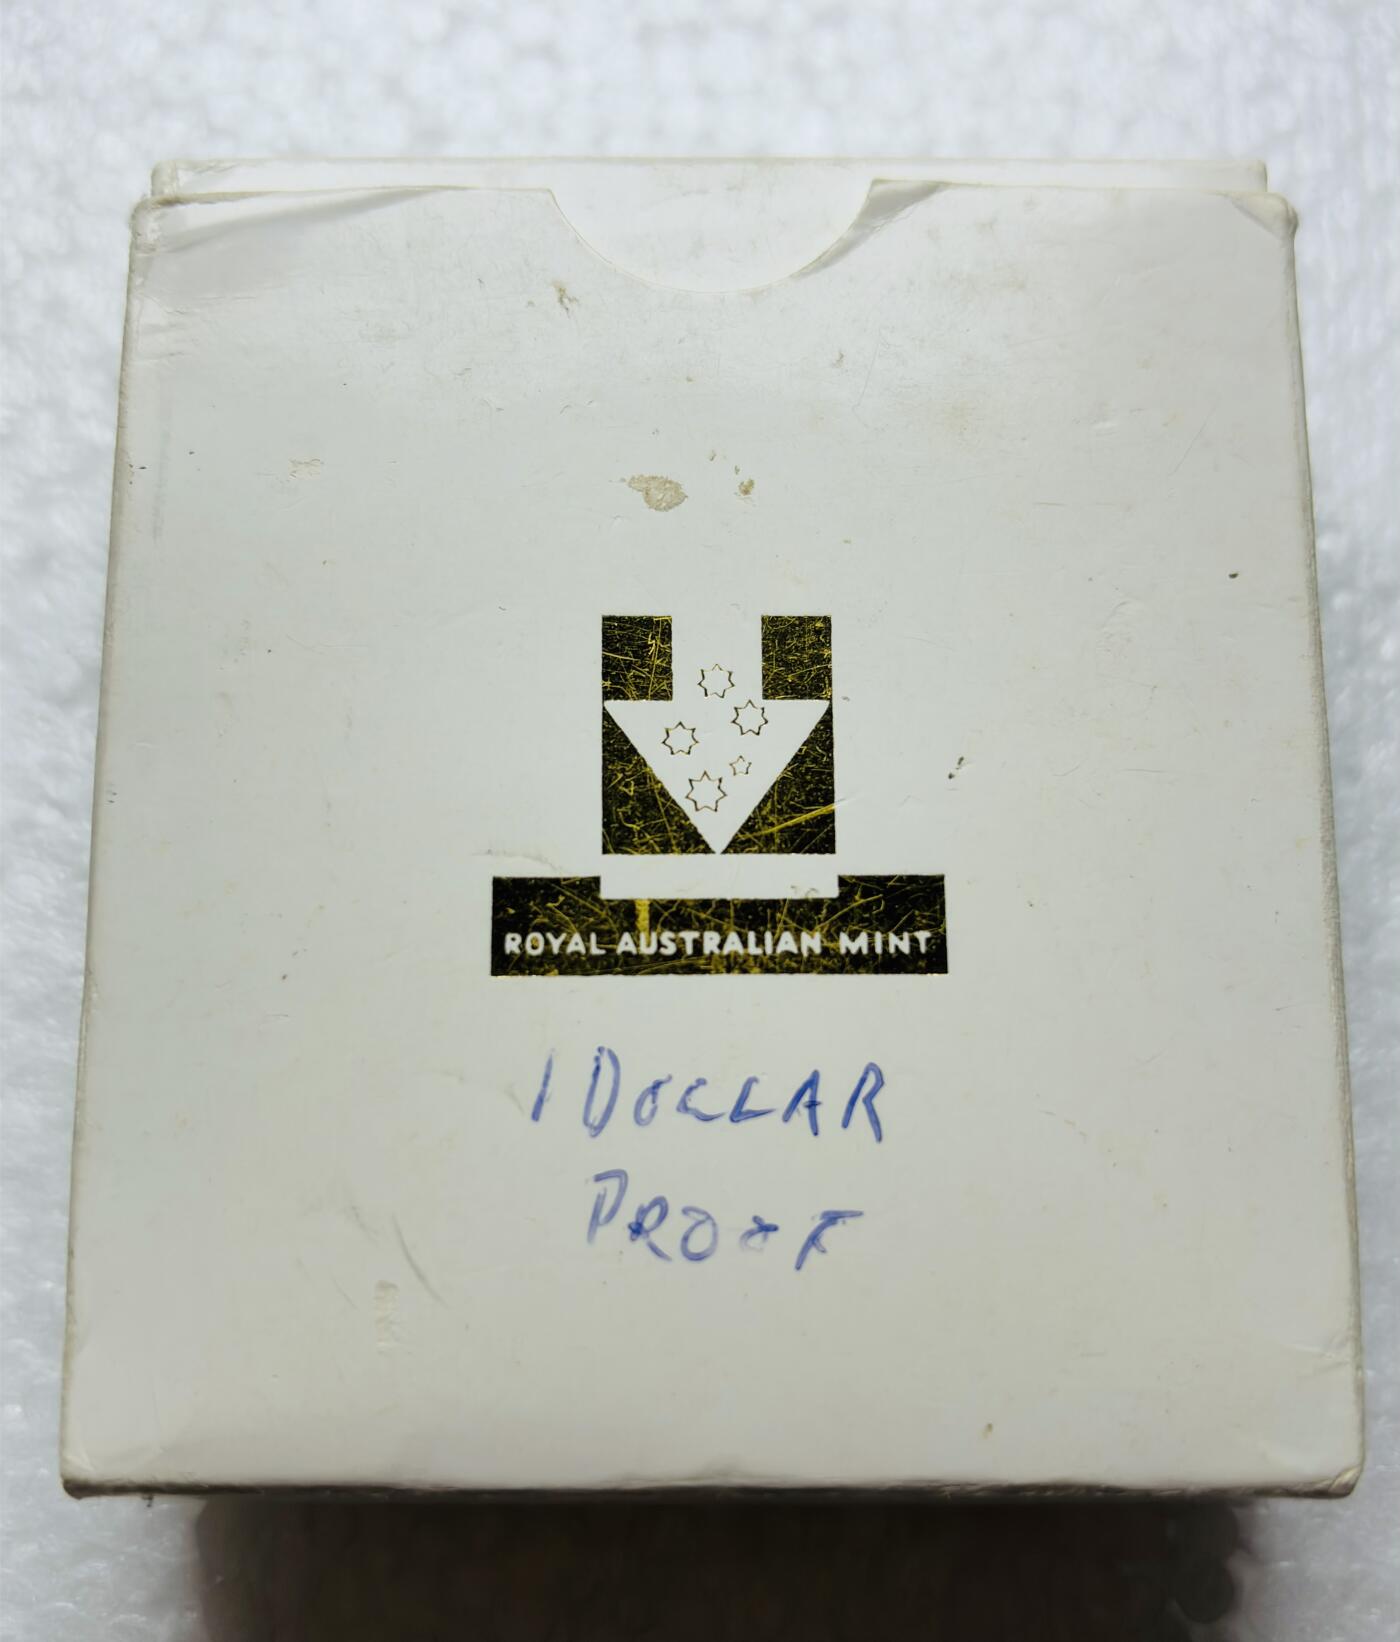 ROYAL AUSTRALIAN MINT
1 DOLLAR
PROOF